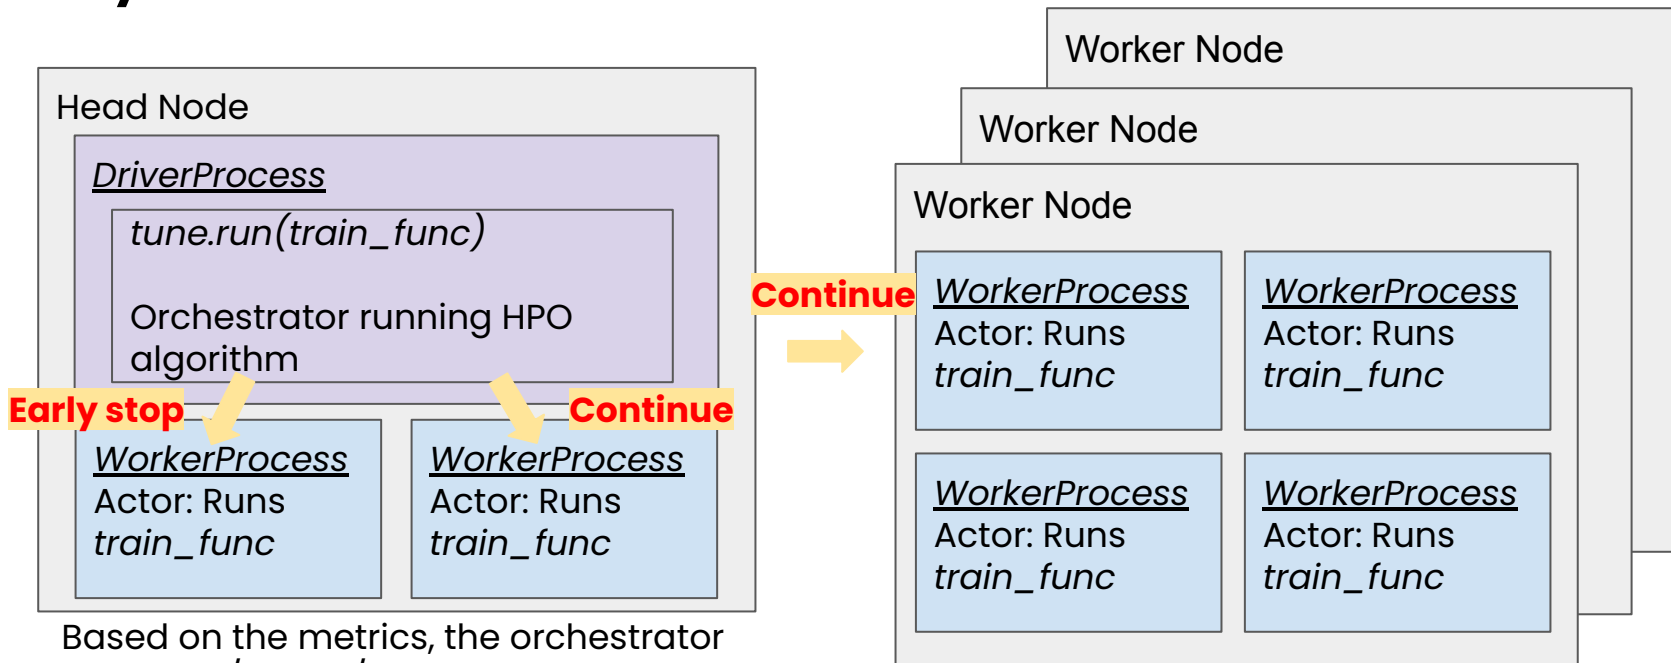 Head Node
DriverProcess
tune.run(train_func)
Orchestrator running HPO
algorithm
Early stop
Continue
WorkerProcess
Actor: Runs
train_func
WorkerProcess
Actor: Runs
train_func
Based on the metrics, the orchestrator
Continue
Worker Node
Worker Node
Worker Node
WorkerProcess
Actor: Runs
train_func
WorkerProcess
Actor: Runs
train_func
WorkerProcess
Actor: Runs
train_func
WorkerProcess
Actor: Runs
train_func